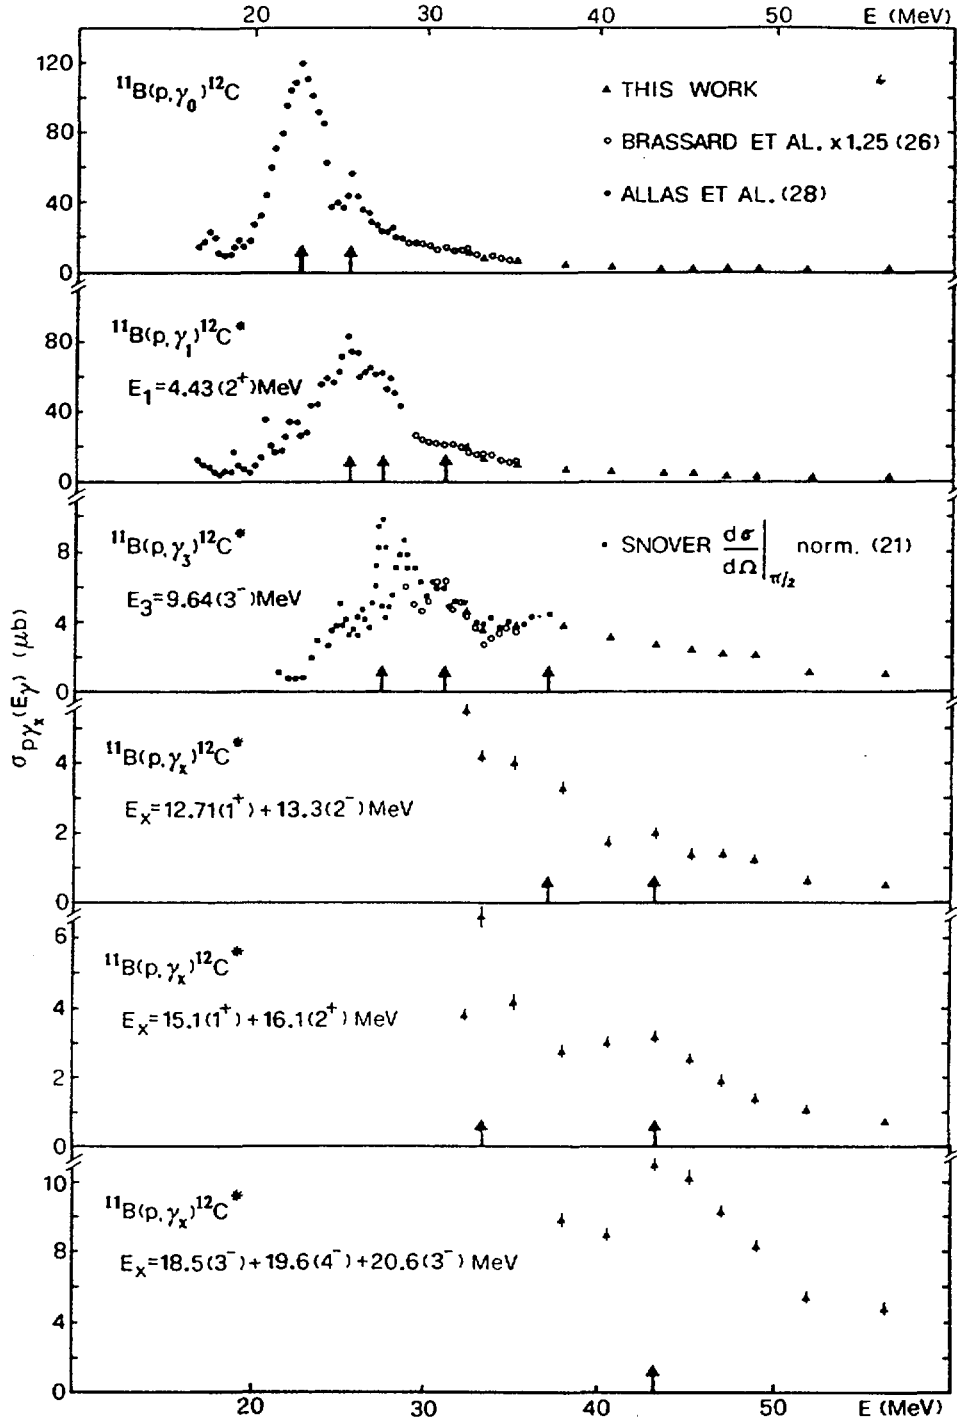 20 30 40 50 E (MeV)
120
80
40
0
¹¹B(p,γ₀)¹²C
▲ THIS WORK
○ BRASSARD ET AL. x1.25 (26)
• ALLAS ET AL. (28)
80
40
0
¹¹B(p,γ₁)¹²C*
E₁=4.43(2⁺)MeV
8
4
0
¹¹B(p,γ₃)¹²C*
E₃=9.64(3⁻)MeV
▪ SNOVER dσ/dΩ|π/2 norm. (21)
σpγₓ(Eγ) (μb)
4
2
0
¹¹B(p,γₓ)¹²C*
Eₓ=12.71(1⁺)+13.3(2⁻)MeV
6
4
2
0
¹¹B(p,γₓ)¹²C*
Eₓ=15.1(1⁺)+16.1(2⁺) MeV
10
8
4
0
¹¹B(p,γₓ)¹²C*
Eₓ=18.5(3⁻)+19.6(4⁻)+20.6(3⁻) MeV
20 30 40 50 E (MeV)